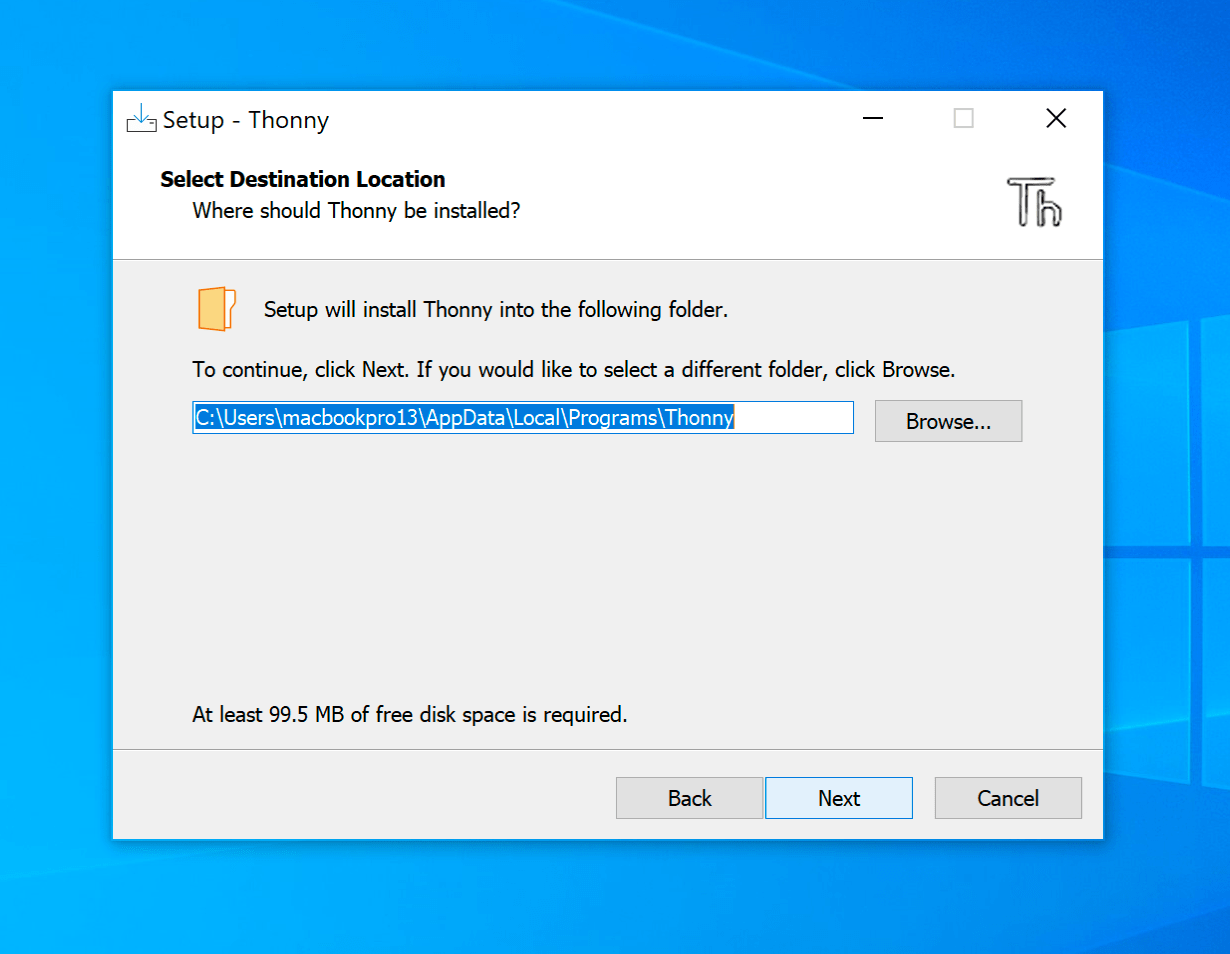 Setup - Thonny
Select Destination Location
Where should Thonny be installed?
Th
Setup will install Thonny into the following folder.
To continue, click Next. If you would like to select a different folder, click Browse.
C:\Users\macbookpro13\AppData\Local\Programs\Thonny
Browse...
At least 99.5 MB of free disk space is required.
Back
Next
Cancel